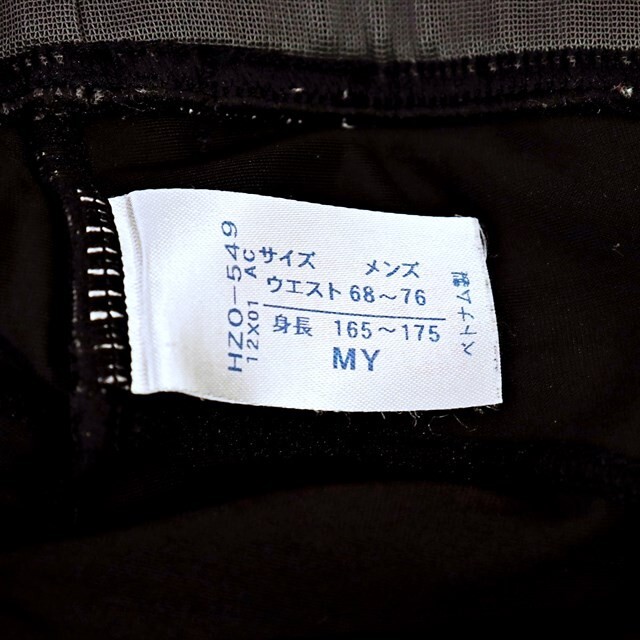 サイズ メンズ
ウエスト 68～76
身長 165～175
MY
HZO-549
12X01 AC
ベトナム製